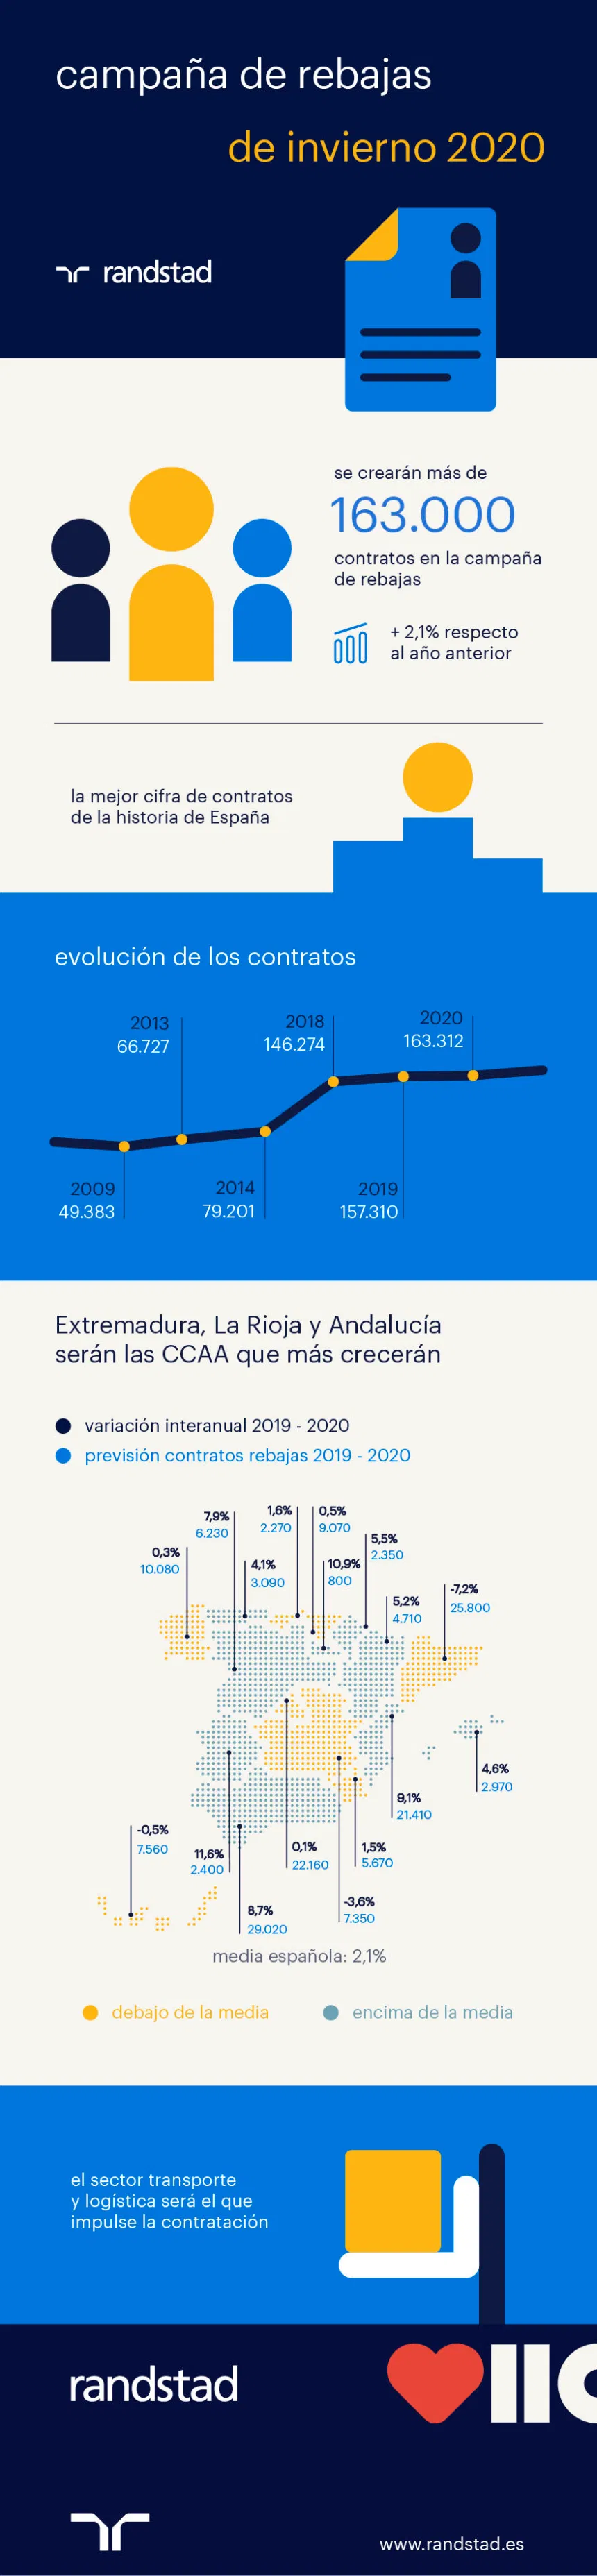 campaña de rebajas
de invierno 2020
randstad
se crearán más de
163.000
contratos en la campaña
de rebajas
+ 2,1% respecto
al año anterior
la mejor cifra de contratos
de la historia de España
evolución de los contratos
2013
66.727
2018
146.274
2020
163.312
2009
49.383
2014
79.201
2019
157.310
Extremadura, La Rioja y Andalucía
serán las CCAA que más crecerán
variación interanual 2019 - 2020
previsión contratos rebajas 2019 - 2020
7,9%
6.230
1,6%
2.270
0,5%
9.070
0,3%
10.080
4,1%
3.090
10,9%
800
5,5%
2.350
5,2%
4.710
-7,2%
25.800
4,6%
2.970
9,1%
21.410
-0,5%
7.560
11,6%
2.400
0,1%
22.160
1,5%
5.670
8,7%
29.020
-3,6%
7.350
media española: 2,1%
debajo de la media
encima de la media
el sector transporte
y logística será el que
impulse la contratación
randstad
www.randstad.es